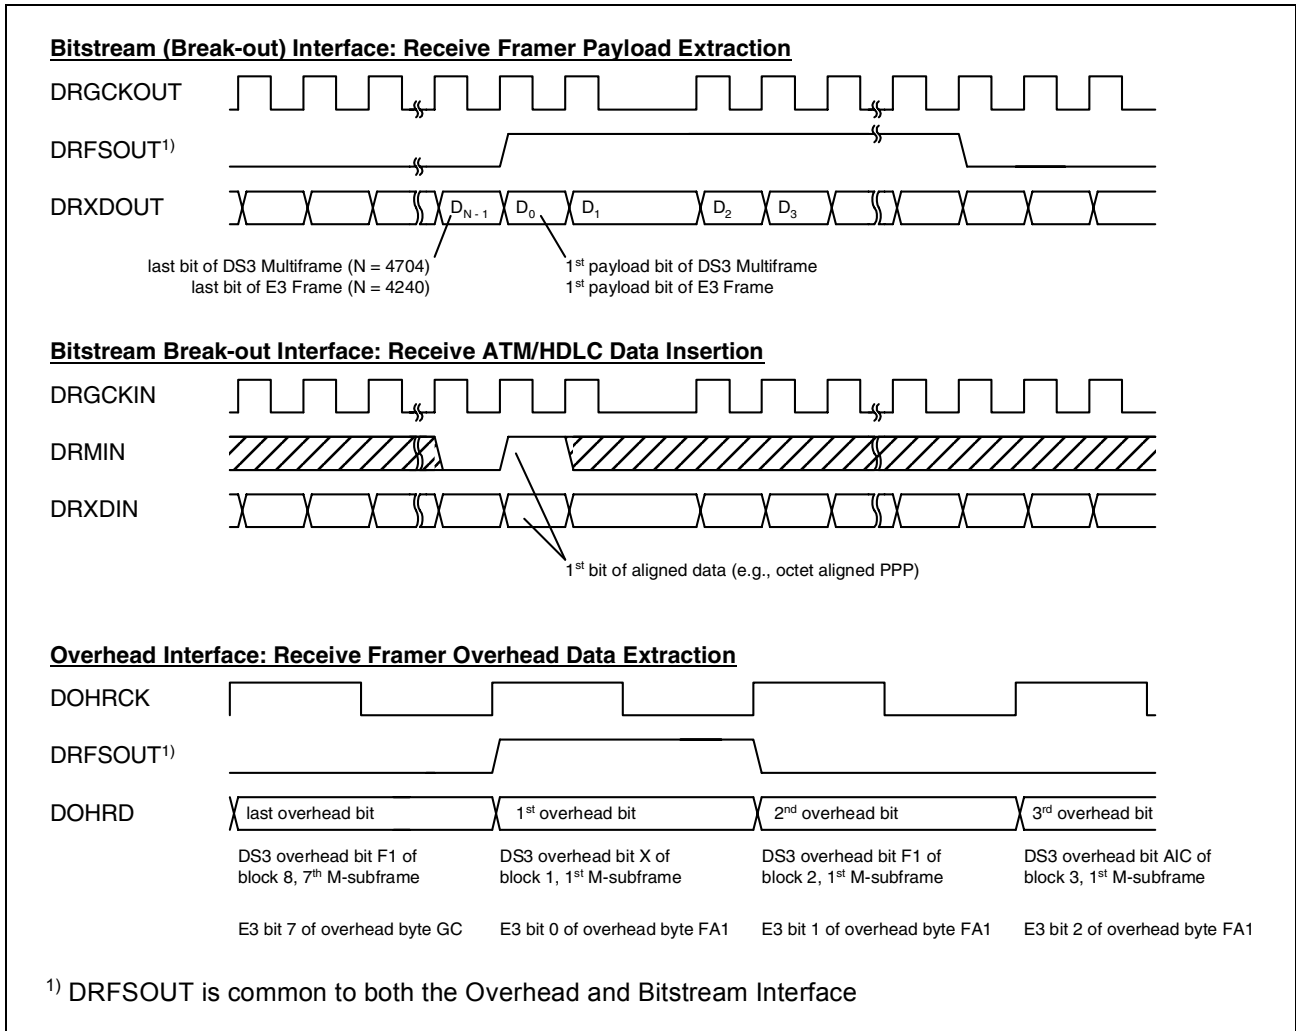 Bitstream (Break-out) Interface: Receive Framer Payload Extraction
DRGCKOUT
DRFSOUT1)
DRXDOUT
DN - 1 D0 D1 D2 D3
last bit of DS3 Multiframe (N = 4704)
last bit of E3 Frame (N = 4240)
1st payload bit of DS3 Multiframe
1st payload bit of E3 Frame
Bitstream Break-out Interface: Receive ATM/HDLC Data Insertion
DRGCKIN
DRMIN
DRXDIN
1st bit of aligned data (e.g., octet aligned PPP)
Overhead Interface: Receive Framer Overhead Data Extraction
DOHRCK
DRFSOUT1)
DOHRD
last overhead bit
1st overhead bit
2nd overhead bit
3rd overhead bit
DS3 overhead bit F1 of
block 8, 7th M-subframe
DS3 overhead bit X of
block 1, 1st M-subframe
DS3 overhead bit F1 of
block 2, 1st M-subframe
DS3 overhead bit AIC of
block 3, 1st M-subframe
E3 bit 7 of overhead byte GC
E3 bit 0 of overhead byte FA1
E3 bit 1 of overhead byte FA1
E3 bit 2 of overhead byte FA1
1) DRFSOUT is common to both the Overhead and Bitstream Interface